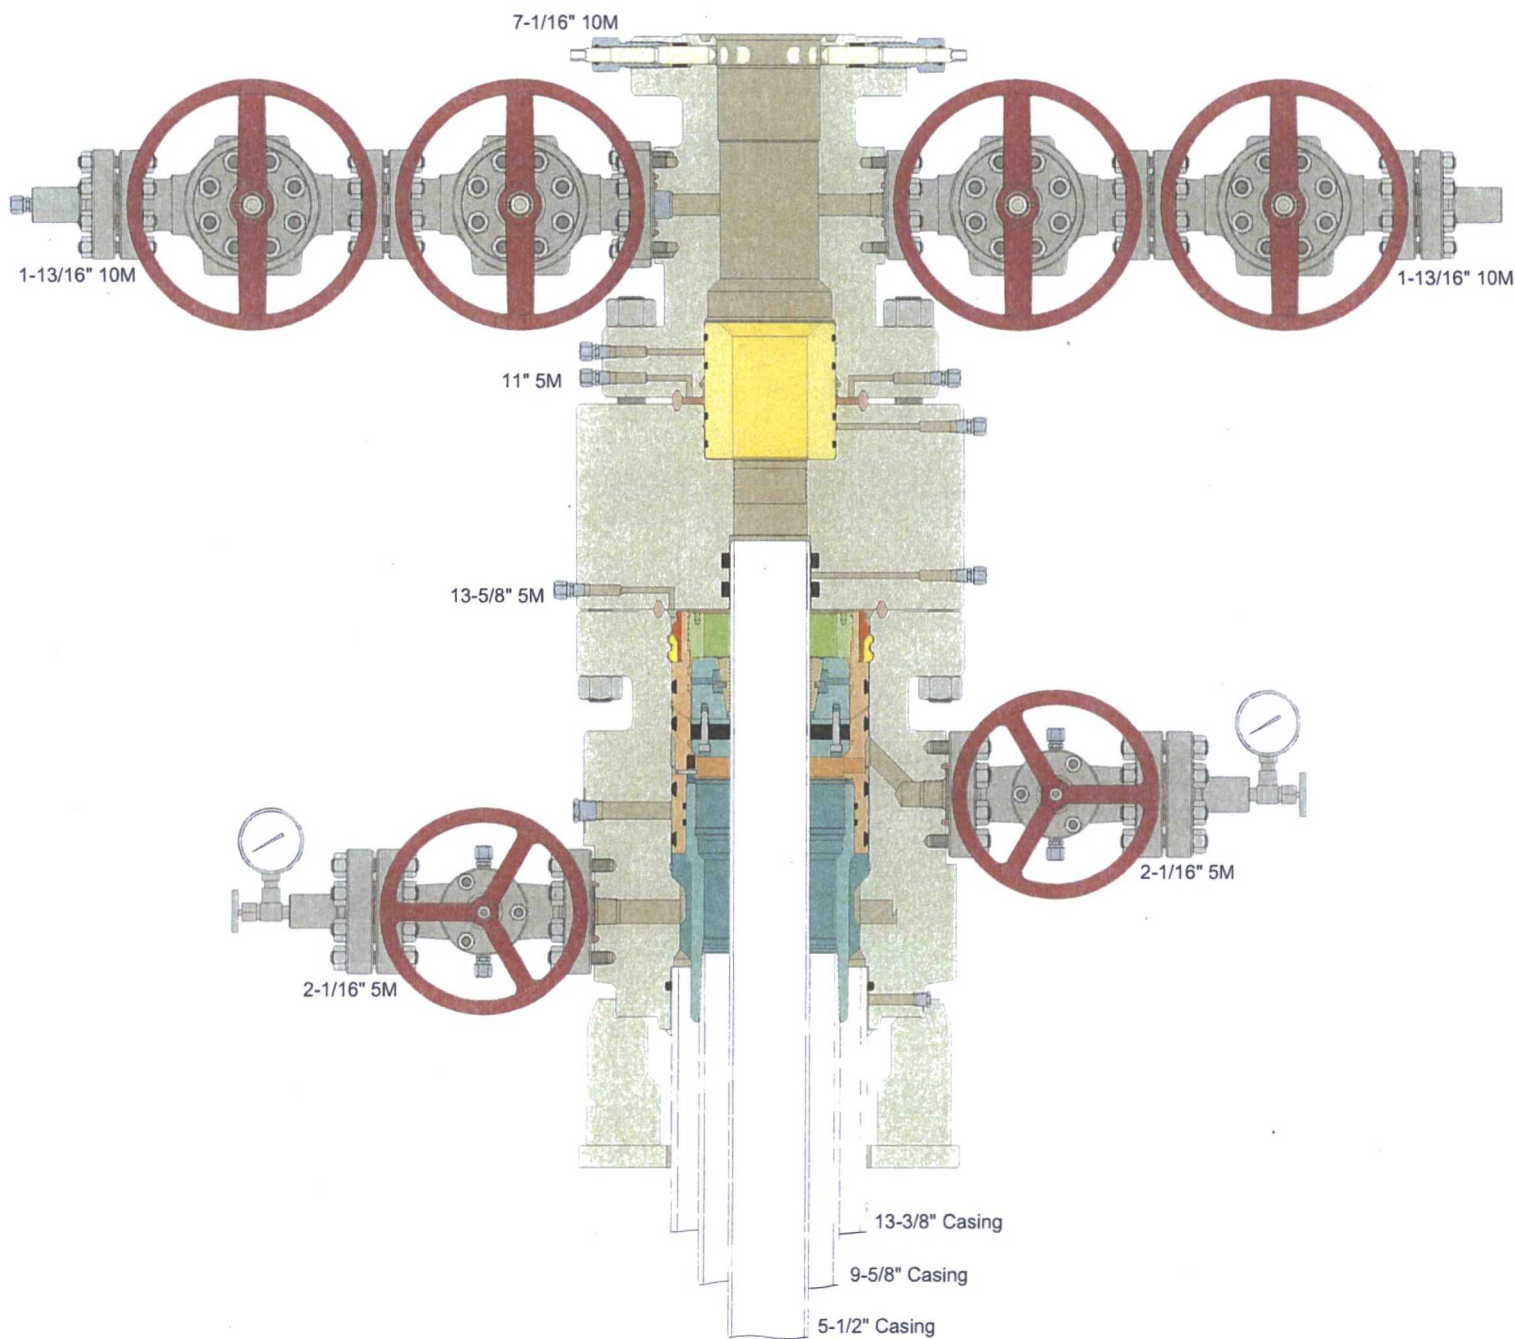 7-1/16" 10M
1-13/16" 10M
1-13/16" 10M
11" 5M
13-5/8" 5M
2-1/16" 5M
2-1/16" 5M
13-3/8" Casing
9-5/8" Casing
5-1/2" Casing